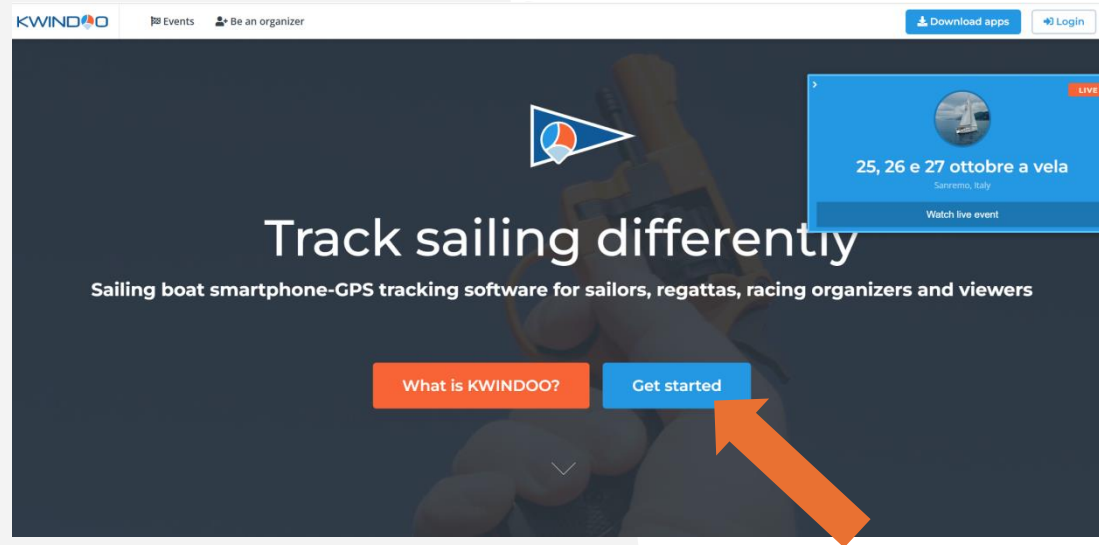 KWINDOO
Events
Be an organizer
Download apps
Login
LIVE
25, 26 e 27 ottobre a vela
Sanremo, Italy
Watch live event
Track sailing differently
Sailing boat smartphone-GPS tracking software for sailors, regattas, racing organizers and viewers
What is KWINDOO?
Get started